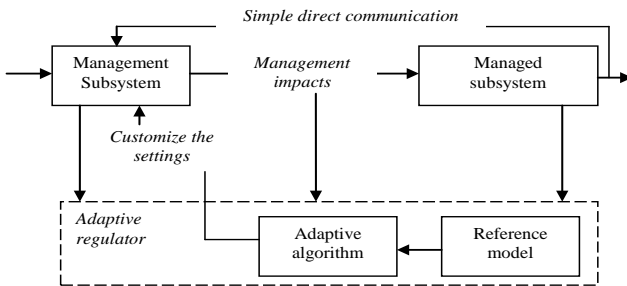 Simple direct communication
Management
Subsystem
Management
impacts
Managed
subsystem
Customize the
settings
Adaptive
regulator
Adaptive
algorithm
Reference
model